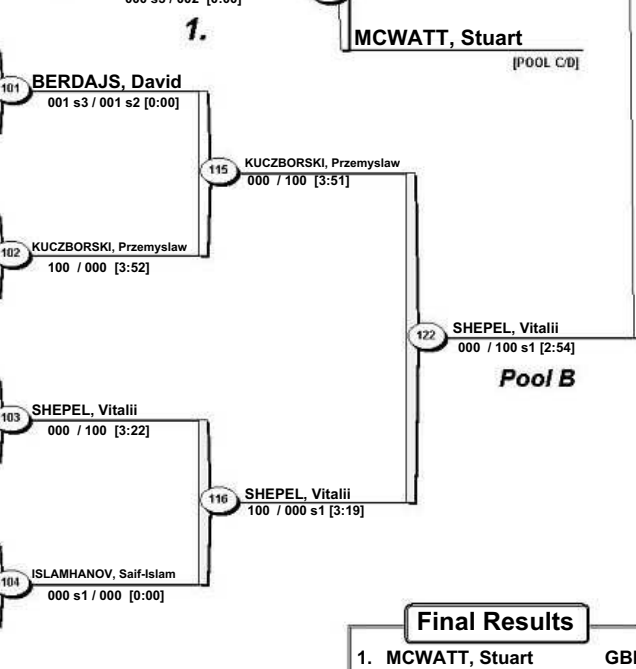 1.
MCWATT, Stuart
[POOL C/D]
101
BERDAJS, David
001 s3 / 001 s2 [0:00]
115
KUCZBORSKI, Przemyslaw
000 / 100 [3:51]
102
KUCZBORSKI, Przemyslaw
100 / 000 [3:52]
122
SHEPEL, Vitalii
000 / 100 s1 [2:54]
Pool B
103
SHEPEL, Vitalii
000 / 100 [3:22]
116
SHEPEL, Vitalii
100 / 000 s1 [3:19]
104
ISLAMHANOV, Saif-Islam
000 s1 / 000 [0:00]
Final Results
1. MCWATT, Stuart